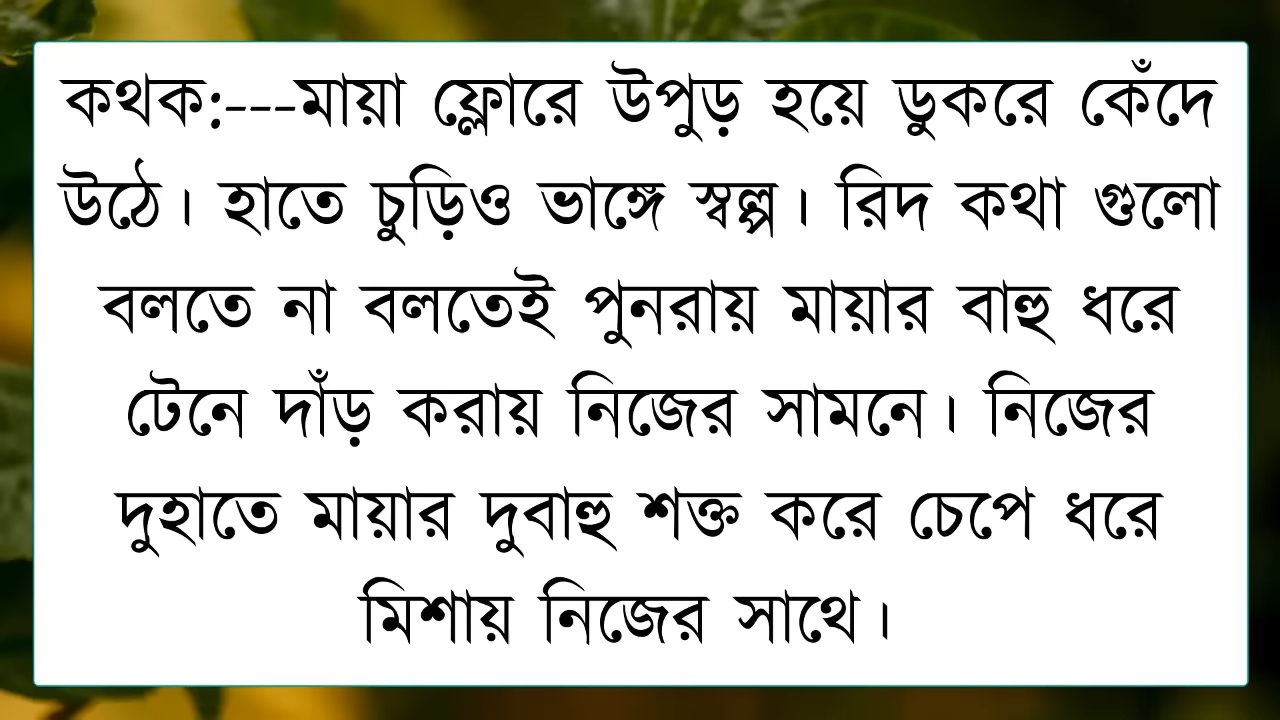 কথক:---মায়া ফ্লোরে উপুড় হয়ে ডুকরে কেঁদে
উঠে। হাতে চুড়িও ভাঙ্গে স্বল্প। রিদ কথা গুলো
বলতে না বলতেই পুনরায় মায়ার বাহু ধরে
টেনে দাঁড় করায় নিজের সামনে। নিজের
দুহাতে মায়ার দুবাহু শক্ত করে চেপে ধরে
মিশায় নিজের সাথে।